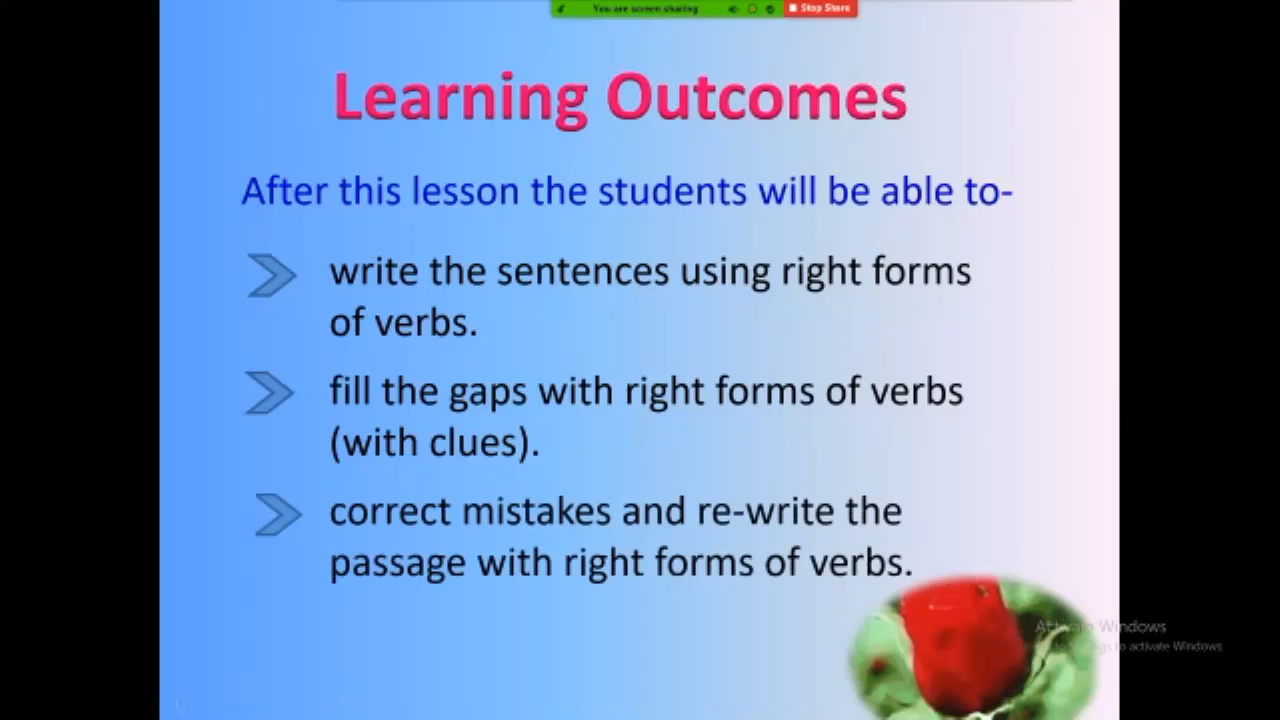 You are screen sharing
Stop Share
Learning Outcomes
After this lesson the students will be able to-
write the sentences using right forms
of verbs.
fill the gaps with right forms of verbs
(with clues).
correct mistakes and re-write the
passage with right forms of verbs.
Activate Windows
to activate Windows